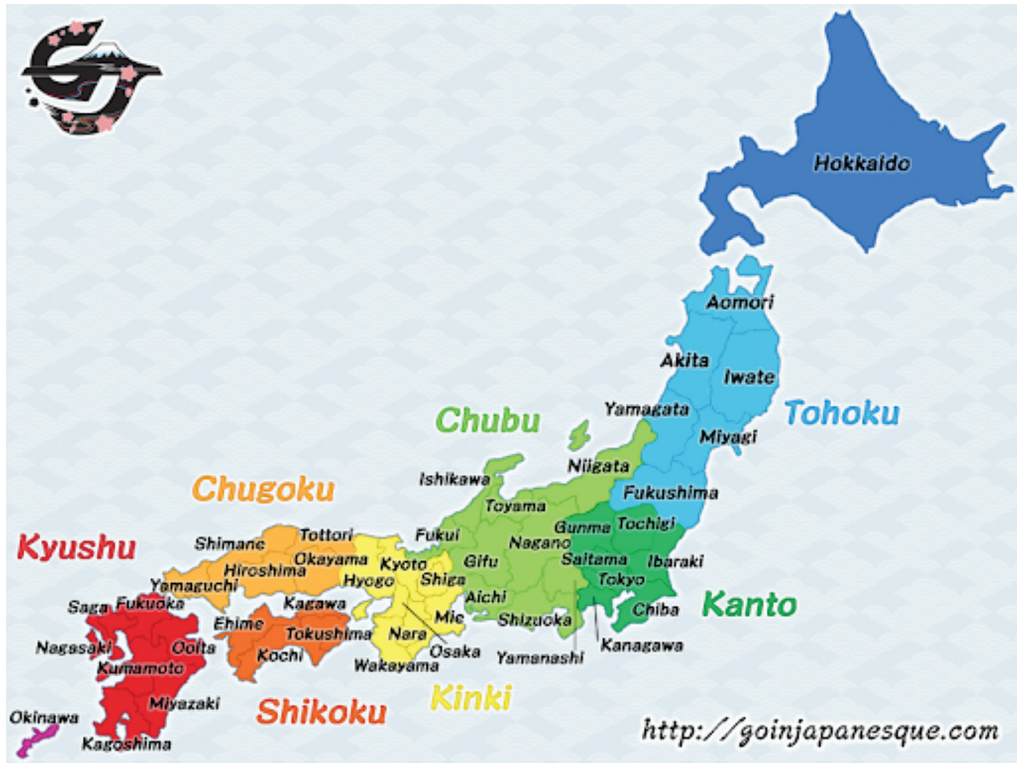 Hokkaido
Aomori
Akita
Iwate
Yamagata
Tohoku
Miyagi
Chubu
Niigata
Ishikawa
Fukushima
Toyama
Chugoku
Gunma
Tochigi
Tottori
Fukui
Nagano
Kyushu
Shimane
Okayama
Kyoto
Gifu
Saitama
Ibaraki
Hiroshima
Hyogo
Shiga
Tokyo
Yamaguchi
Aichi
Kanto
Saga
Fukuoka
Kagawa
Mie
Shizuoka
Chiba
Ehime
Tokushima
Nara
Nagasaki
Ooita
Kochi
Osaka
Yamanashi
Kanagawa
Kumamoto
Wakayama
Miyazaki
Shikoku
Kinki
Okinawa
Kagoshima
http://goinjapanesque.com